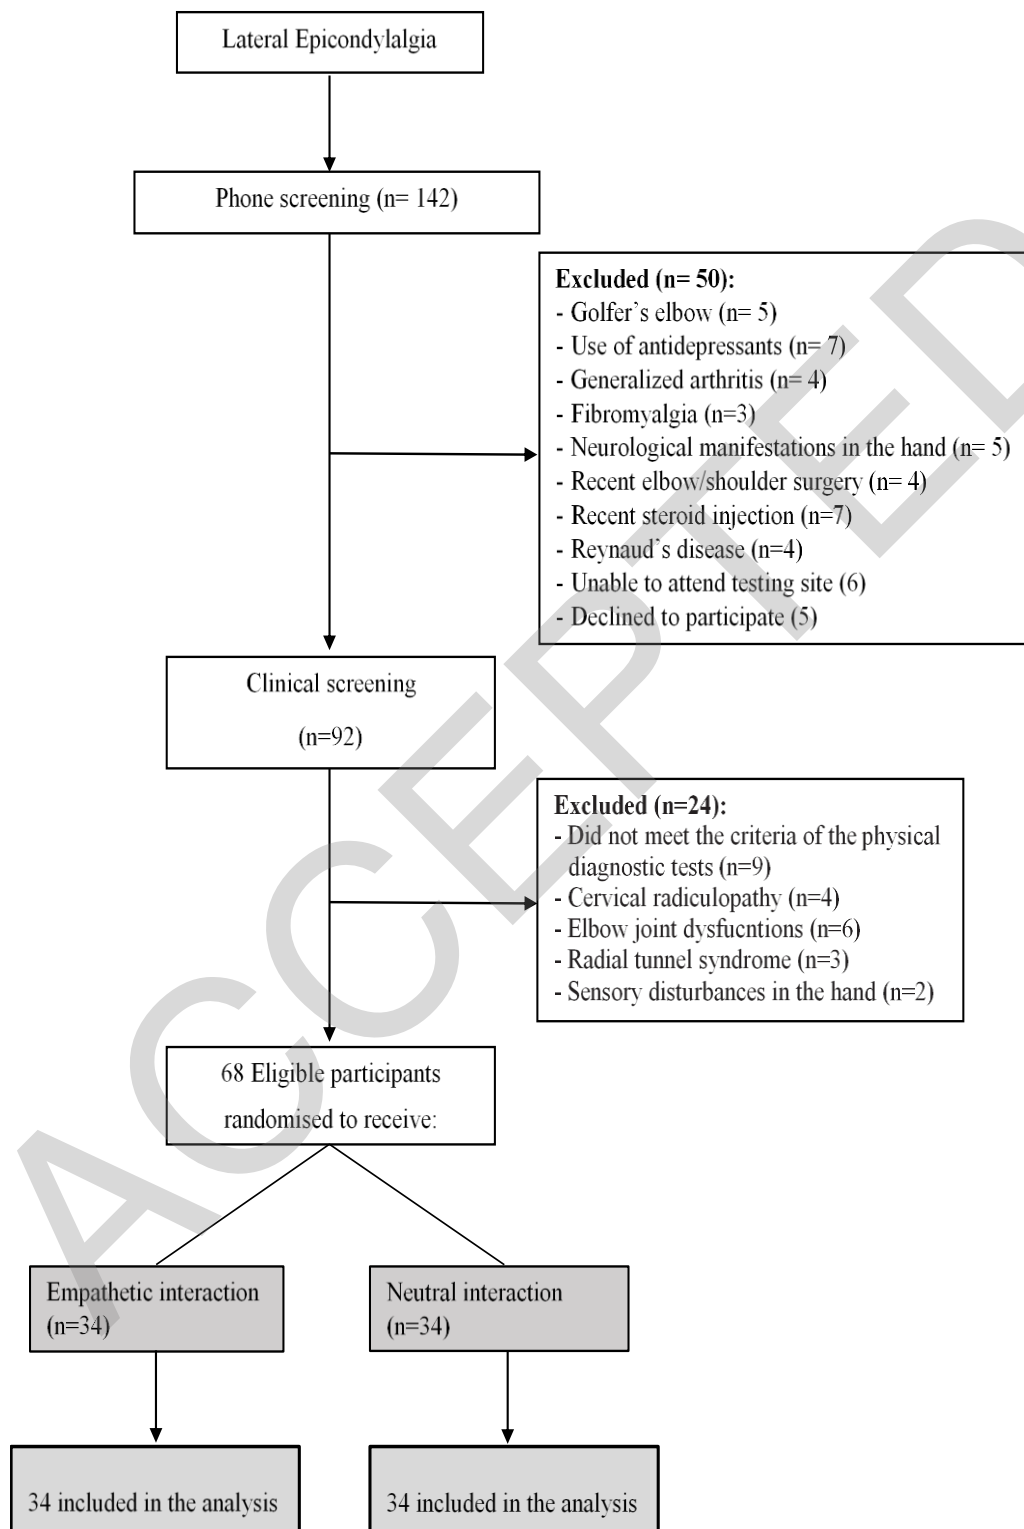 Lateral Epicondylalgia
Phone screening (n= 142)
Excluded (n= 50):
- Golfer’s elbow (n= 5)
- Use of antidepressants (n= 7)
- Generalized arthritis (n= 4)
- Fibromyalgia (n=3)
- Neurological manifestations in the hand (n= 5)
- Recent elbow/shoulder surgery (n= 4)
- Recent steroid injection (n=7)
- Reynaud’s disease (n=4)
- Unable to attend testing site (6)
- Declined to participate (5)
Clinical screening
(n=92)
Excluded (n=24):
- Did not meet the criteria of the physical
diagnostic tests (n=9)
- Cervical radiculopathy (n=4)
- Elbow joint dysfucntions (n=6)
- Radial tunnel syndrome (n=3)
- Sensory disturbances in the hand (n=2)
68 Eligible participants
randomised to receive:
Empathetic interaction
(n=34)
Neutral interaction
(n=34)
34 included in the analysis
34 included in the analysis
ACCEPTED